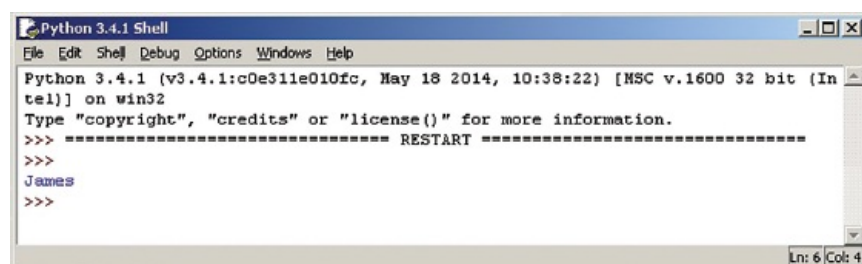 Python 3.4.1 Shell
File Edit Shell Debug Options Windows Help
Python 3.4.1 (v3.4.1:c0e311e010fc, May 18 2014, 10:38:22) [MSC v.1600 32 bit (In
tel)] on win32
Type "copyright", "credits" or "license()" for more information.
>>> ================================ RESTART ================================
>>>
James
>>>
Ln: 6 Col: 4